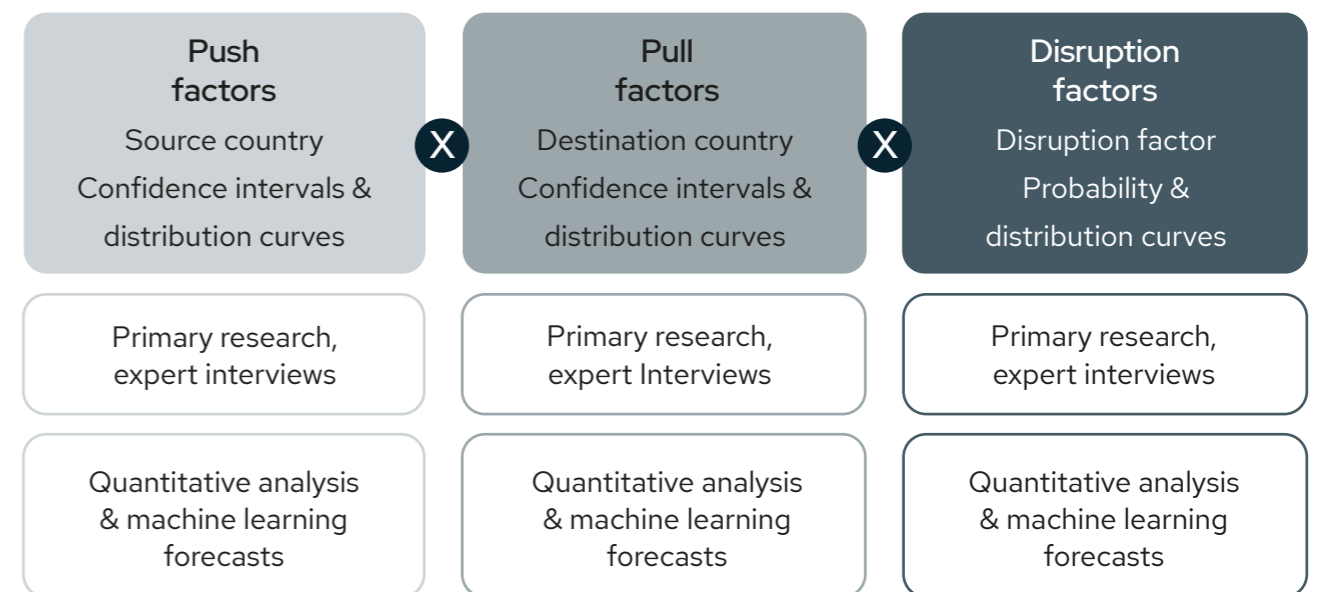 Push
factors
Source country
Confidence intervals &
distribution curves
X
Pull
factors
Destination country
Confidence intervals &
distribution curves
X
Disruption
factors
Disruption factor
Probability &
distribution curves
Primary research,
expert interviews
Primary research,
expert Interviews
Primary research,
expert interviews
Quantitative analysis
& machine learning
forecasts
Quantitative analysis
& machine learning
forecasts
Quantitative analysis
& machine learning
forecasts